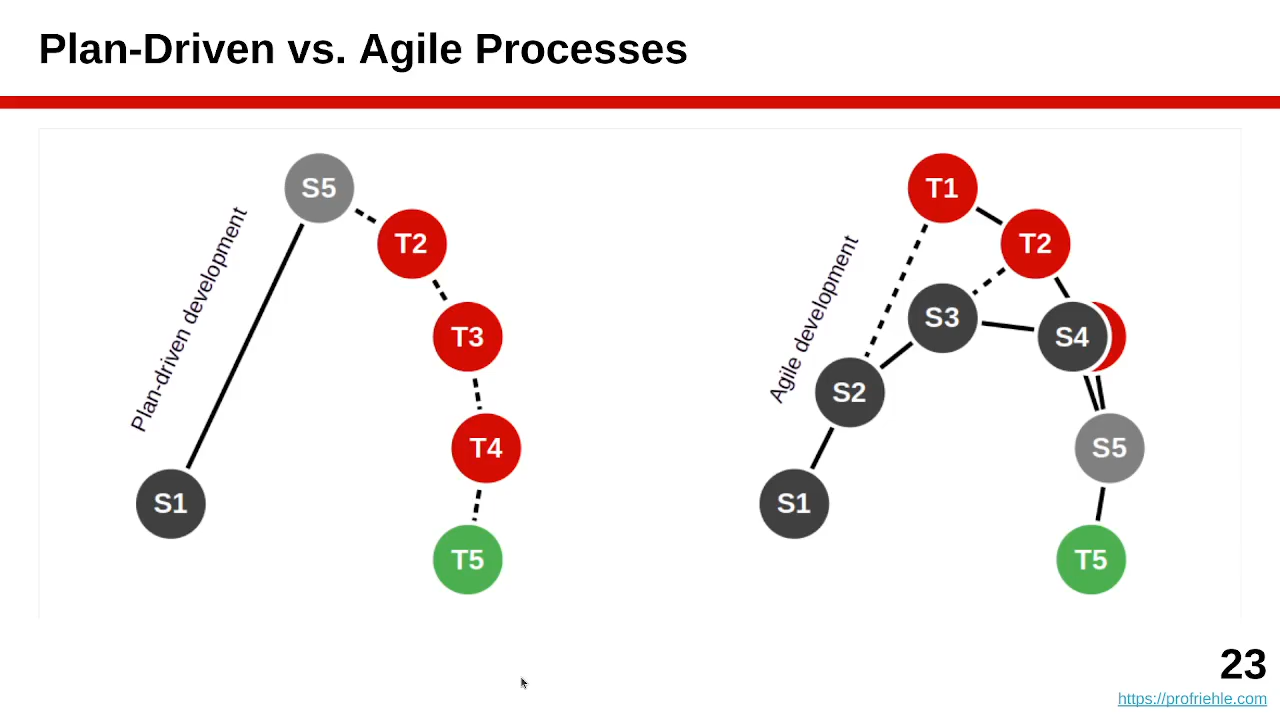 Plan-Driven vs. Agile Processes
Plan-driven development
S5
T2
T3
T4
S1
T5
Agile development
T1
T2
S3
S4
S2
S5
S1
T5
23
https://profriehle.com